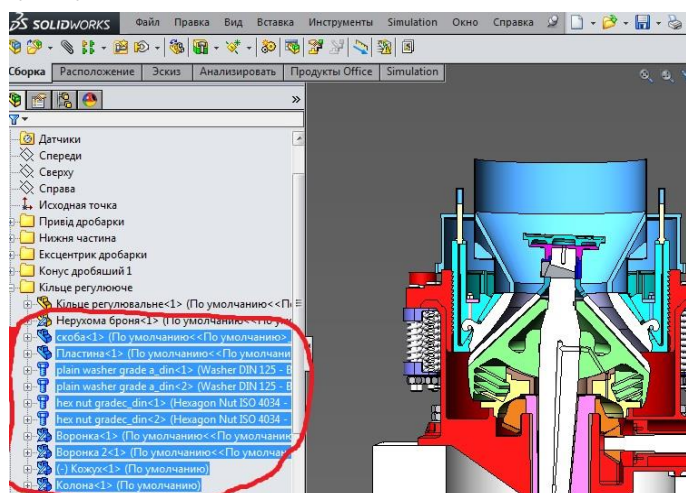 SOLIDWORKS Файл Правка Вид Вставка Инструменты Simulation Окно Справка
Сборка Расположение Эскиз Анализировать Продукты Office Simulation
Датчики
Спереди
Сверху
Справа
Исходная точка
Привід дробарки
Нижня частина
Ексцентрик дробарки
Конус дробяший 1
Кільце регулююче
Кільце регулювальне<1> (По умолчанию<<П
Нерухома броня<1> (По умолчанию<<По ум
скоба<1> (По умолчанию<<По умолчанию>
Пластина<1> (По умолчанию<<По умолчани
plain washer grade a_din<1> (Washer DIN 125 - B
plain washer grade a_din<2> (Washer DIN 125 - B
hex nut gradec_din<1> (Hexagon Nut ISO 4034 -
hex nut gradec_din<2> (Hexagon Nut ISO 4034 -
Воронка<1> (По умолчанию<<По умолчанию
Воронка 2<1> (По умолчанию<<По умолчан
(-) Кожух<1> (По умолчанию)
Колона<1> (По умолчанию)